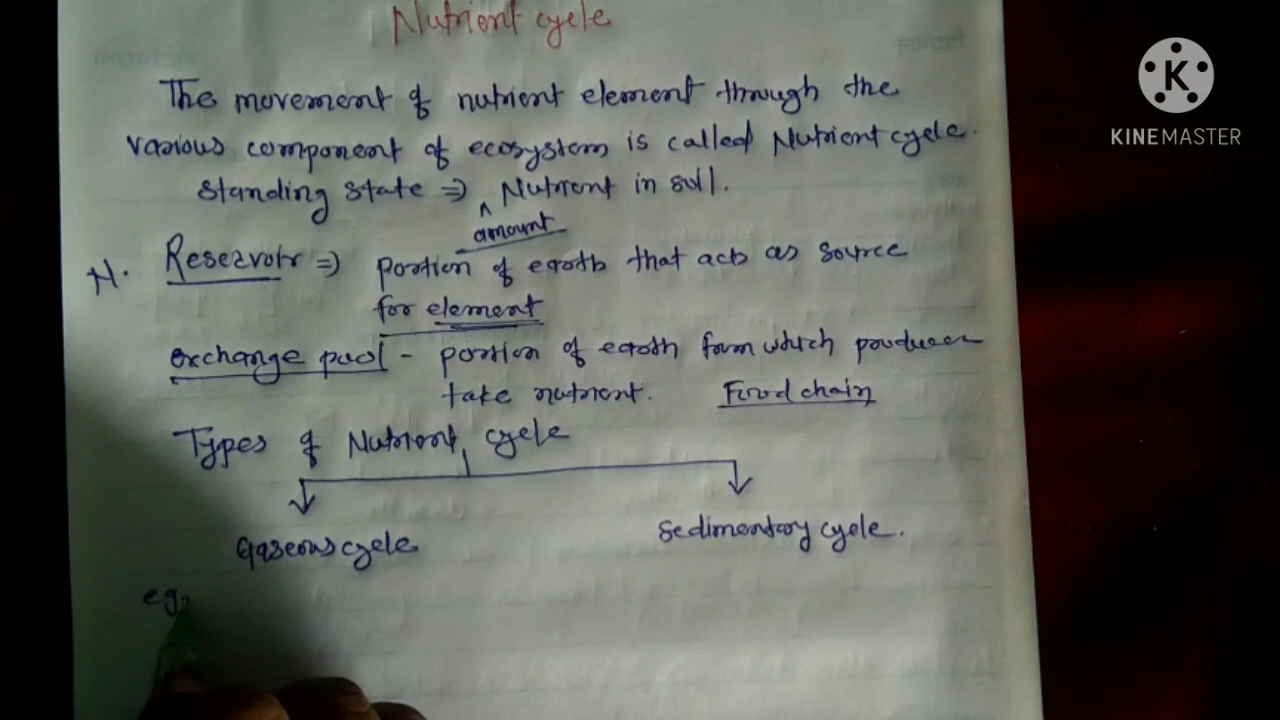 Nutrient cycle
The movement of nutrient element through the
various component of ecosystem is called Nutrient cycle.
Standing state => ^ Nutrient in soil.
amount
N. Reservoir => portion of earth that acts as source
for element
exchange pool - portion of earth form which producer
take nutrient. Food chain
Types of Nutrient cycle
Gaseous cycle Sedimentary cycle.
eg
K
KINEMASTER